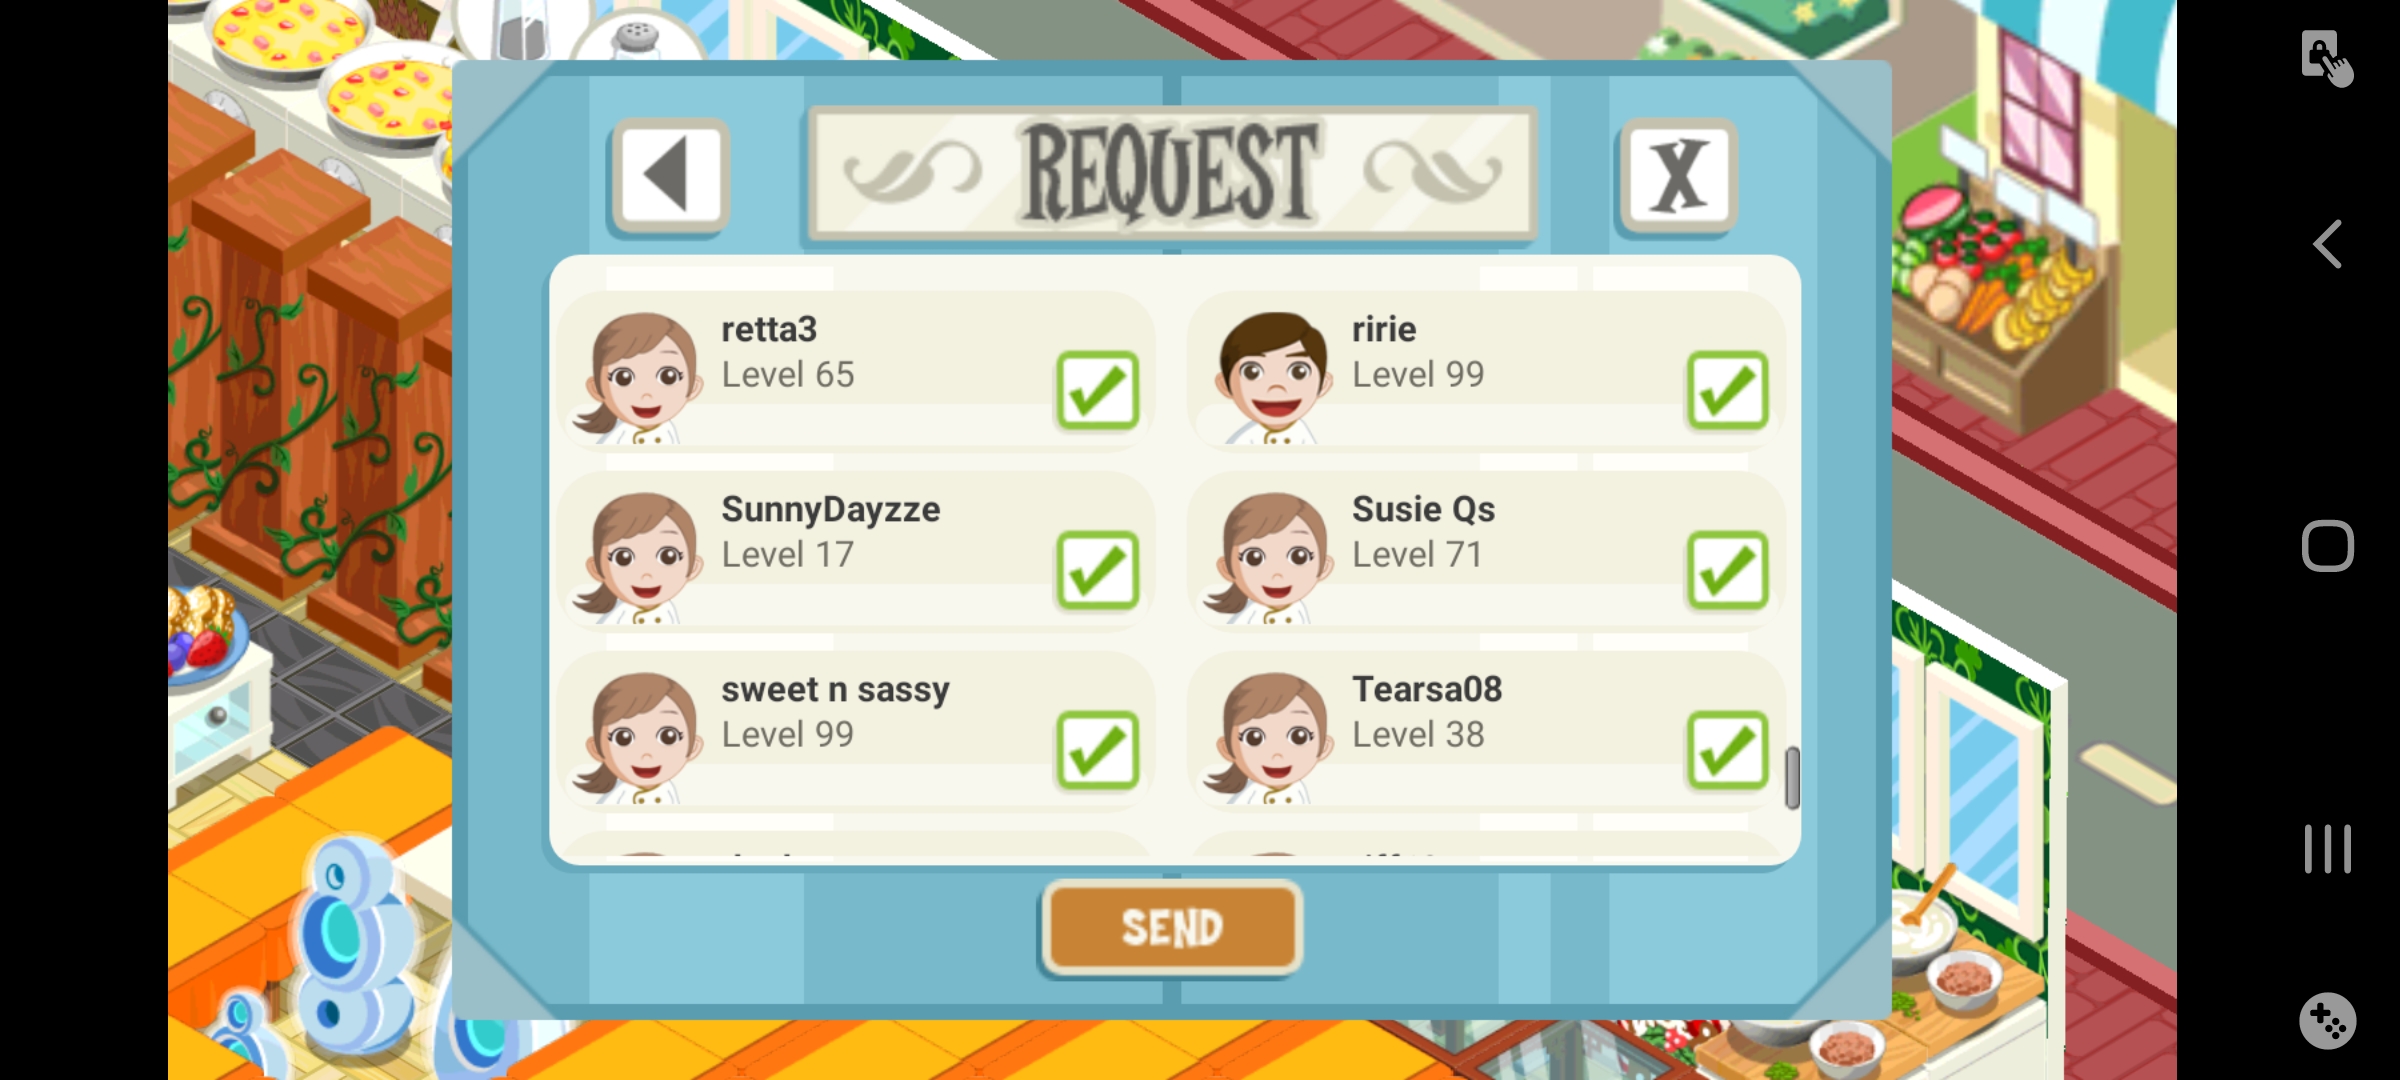 REQUEST
X
retta3
Level 65
ririe
Level 99
SunnyDayzze
Level 17
Susie Qs
Level 71
sweet n sassy
Level 99
Tearsa08
Level 38
SEND